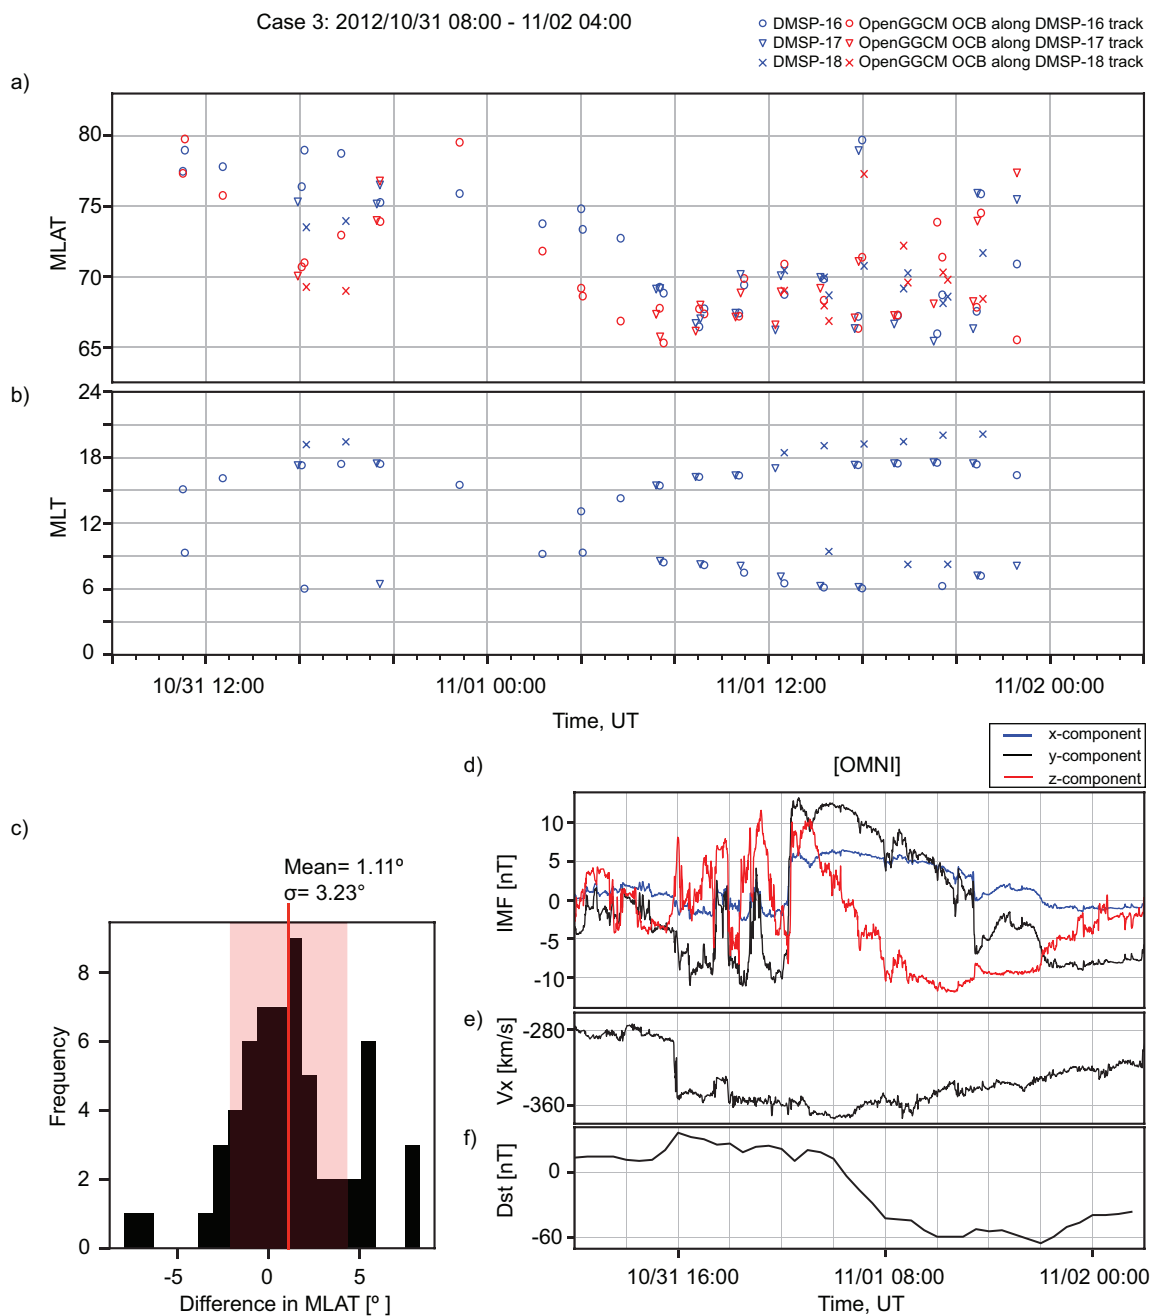 Case 3: 2012/10/31 08:00 - 11/02 04:00
DMSP-16 OpenGGCM OCB along DMSP-16 track
DMSP-17 OpenGGCM OCB along DMSP-17 track
DMSP-18 OpenGGCM OCB along DMSP-18 track
a)
80
75
70
65
MLAT
b)
24
18
12
6
0
MLT
10/31 12:00 11/01 00:00 11/01 12:00 11/02 00:00
Time, UT
c)
Mean= 1.11º
σ= 3.23°
8
6
4
2
0
Frequency
-5 0 5
Difference in MLAT [º ]
d)
[OMNI]
x-component
y-component
z-component
10
5
0
-5
-10
IMF [nT]
e)
-280
-360
Vx [km/s]
f)
0
-60
Dst [nT]
10/31 16:00 11/01 08:00 11/02 00:00
Time, UT